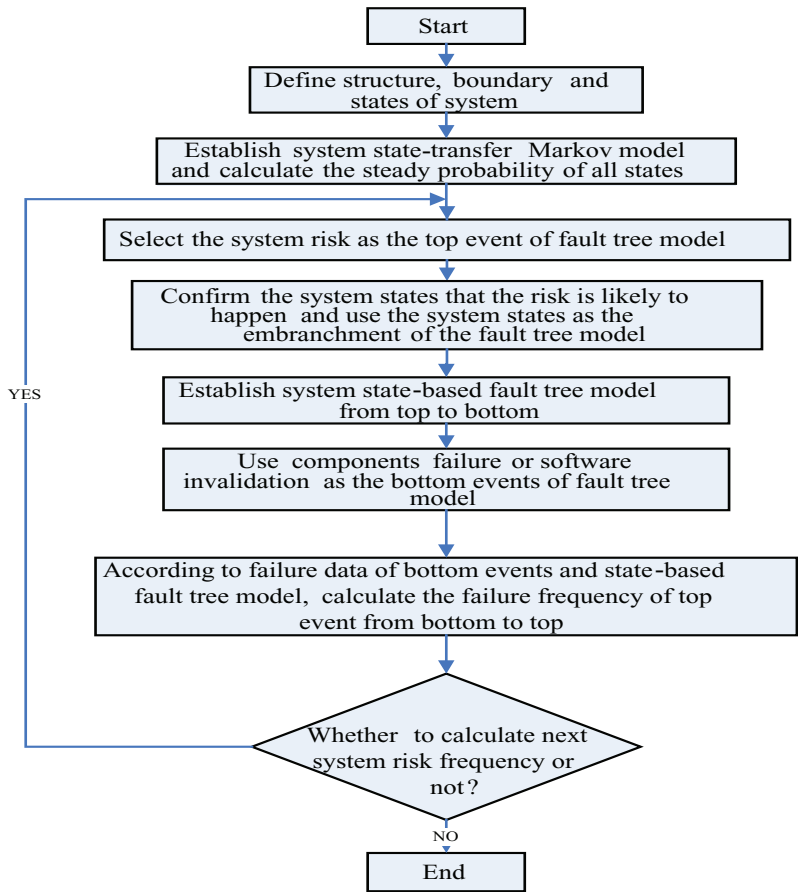 Start
Define structure, boundary and
states of system
Establish system state-transfer Markov model
and calculate the steady probability of all states
Select the system risk as the top event of fault tree model
Confirm the system states that the risk is likely to
happen and use the system states as the
embranchment of the fault tree model
YES
Establish system state-based fault tree model
from top to bottom
Use components failure or software
invalidation as the bottom events of fault tree
model
According to failure data of bottom events and state-based
fault tree model, calculate the failure frequency of top
event from bottom to top
Whether to calculate next
system risk frequency or
not?
NO
End